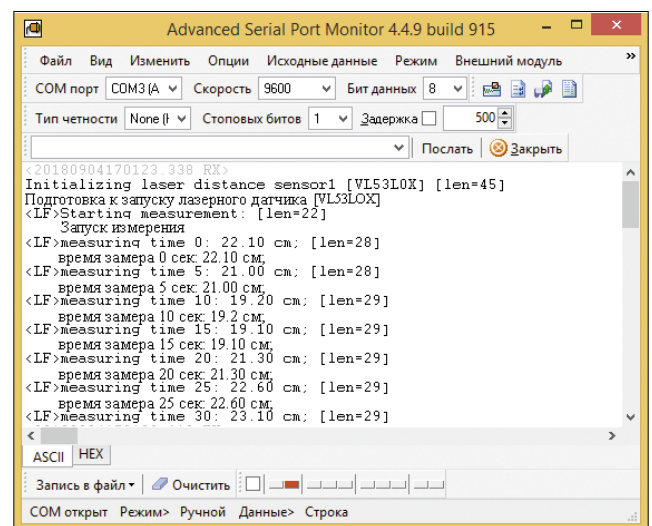 Advanced Serial Port Monitor 4.4.9 build 915
Файл Вид Изменить Опции Исходные данные Режим Внешний модуль »
COM порт COM3 (A Скорость 9600 Бит данных 8
Тип четности None (I Стоповых битов 1 Задержка 500
Послать Закрыть
<20180904170123.338 RX>
Initializing laser distance sensor1 [VL53L0X] [len=45]
Подготовка к запуску лазерного датчика [VL53LOX]
<LF>Starting measurement: [len=22]
Запуск измерения
<LF>measuring time 0: 22.10 cm; [len=28]
время замера 0 сек: 22.10 см;
<LF>measuring time 5: 21.00 cm; [len=28]
время замера 5 сек: 21.00 см;
<LF>measuring time 10: 19.20 cm; [len=29]
время замера 10 сек: 19.2 см;
<LF>measuring time 15: 19.10 cm; [len=29]
время замера 15 сек: 19.10 см;
<LF>measuring time 20: 21.30 cm; [len=29]
время замера 20 сек: 21.30 см;
<LF>measuring time 25: 22.60 cm; [len=29]
время замера 25 сек: 22.60 см;
<LF>measuring time 30: 23.10 cm; [len=29]
ASCII HEX
Запись в файл Очистить
COM открыт Режим> Ручной Данные> Строка